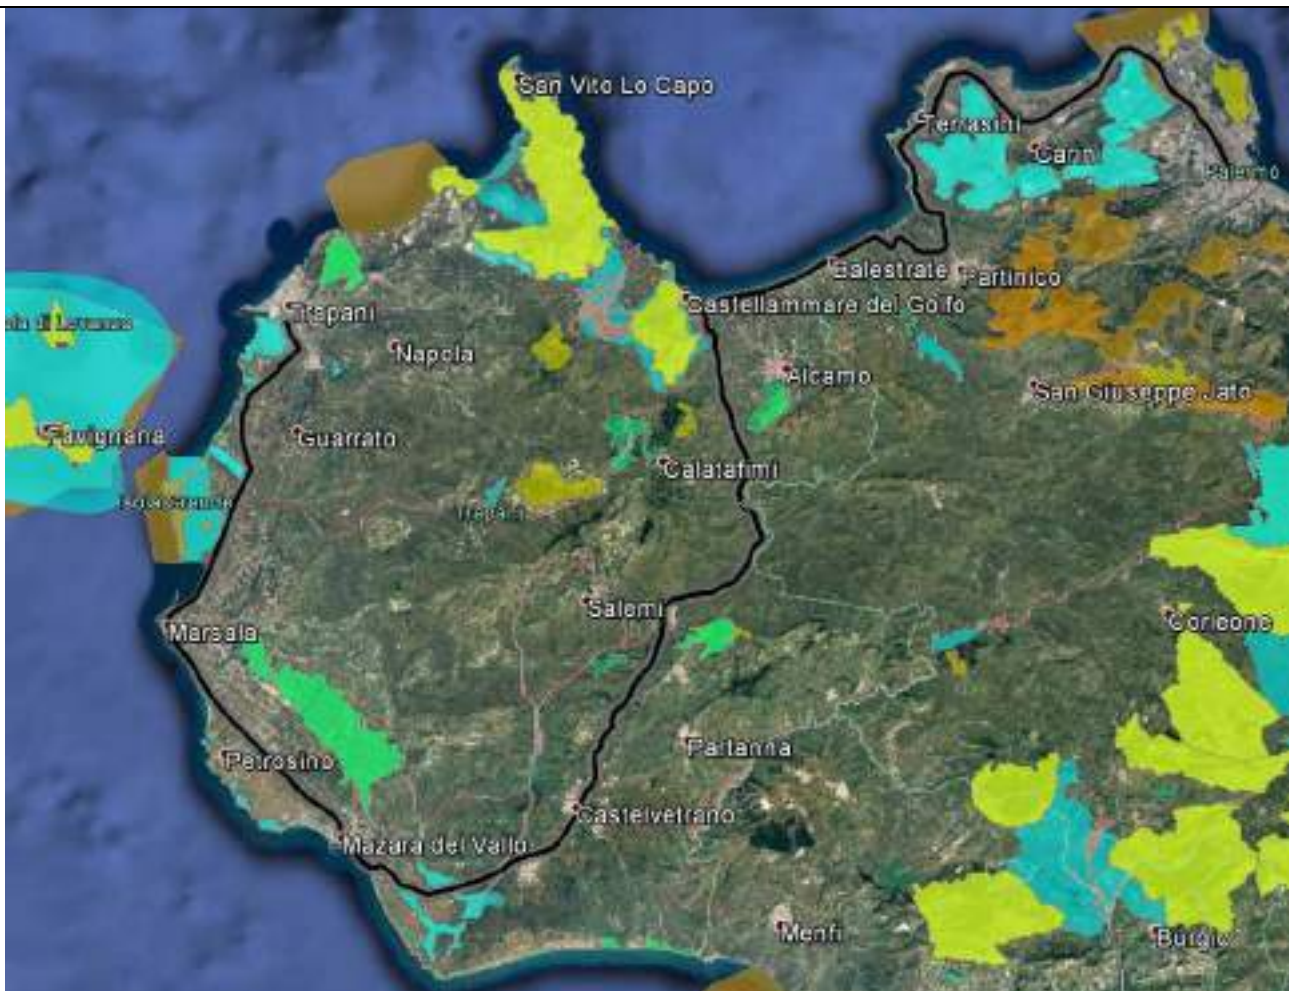 San Vito Lo Capo
Terrasini
Carini
Palermo
Balestrate
Partinico
Castellammare del Golfo
Trapani
Napola
Alcamo
San Giuseppe Jato
Favignana
Guarrato
Calatafimi
Trapani
Salemi
Corleone
Marsala
Partanna
Petrosino
Castelvetrano
Mazara del Vallo
Menfi
Burgio